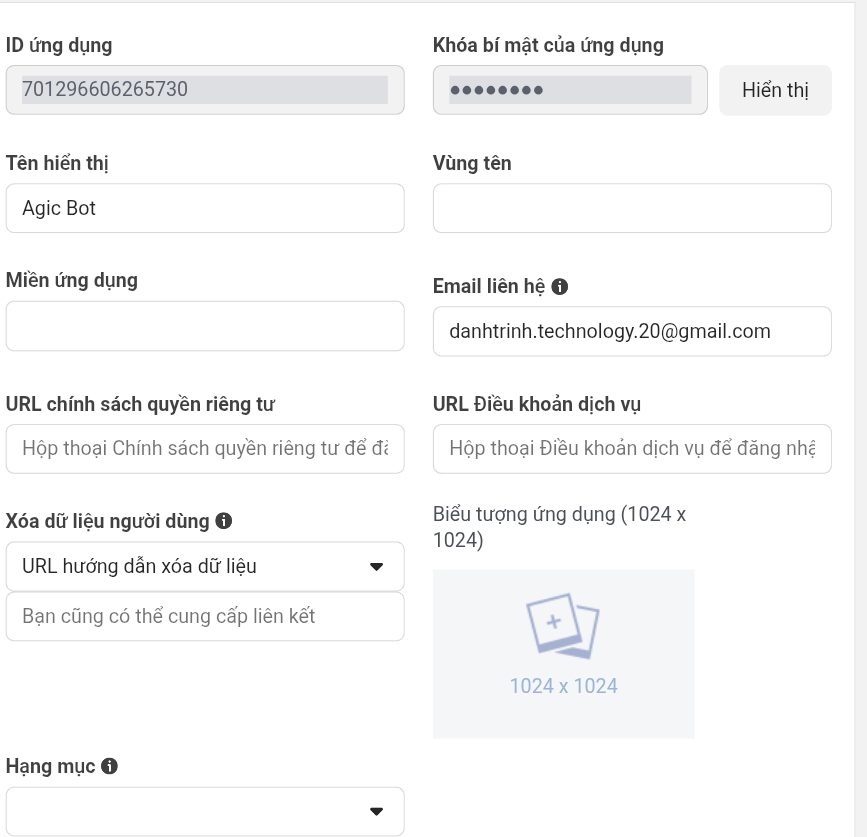 ID ứng dụng
Khóa bí mật của ứng dụng
701296606265730
••••••••
Hiển thị
Tên hiển thị
Vùng tên
Agic Bot
Miền ứng dụng
Email liên hệ
danhtrinh.technology.20@gmail.com
URL chính sách quyền riêng tư
URL Điều khoản dịch vụ
Hộp thoại Chính sách quyền riêng tư để đă
Hộp thoại Điều khoản dịch vụ để đăng nhậ
Xóa dữ liệu người dùng
Biểu tượng ứng dụng (1024 x
1024)
URL hướng dẫn xóa dữ liệu
Bạn cũng có thể cung cấp liên kết
1024 x 1024
Hạng mục